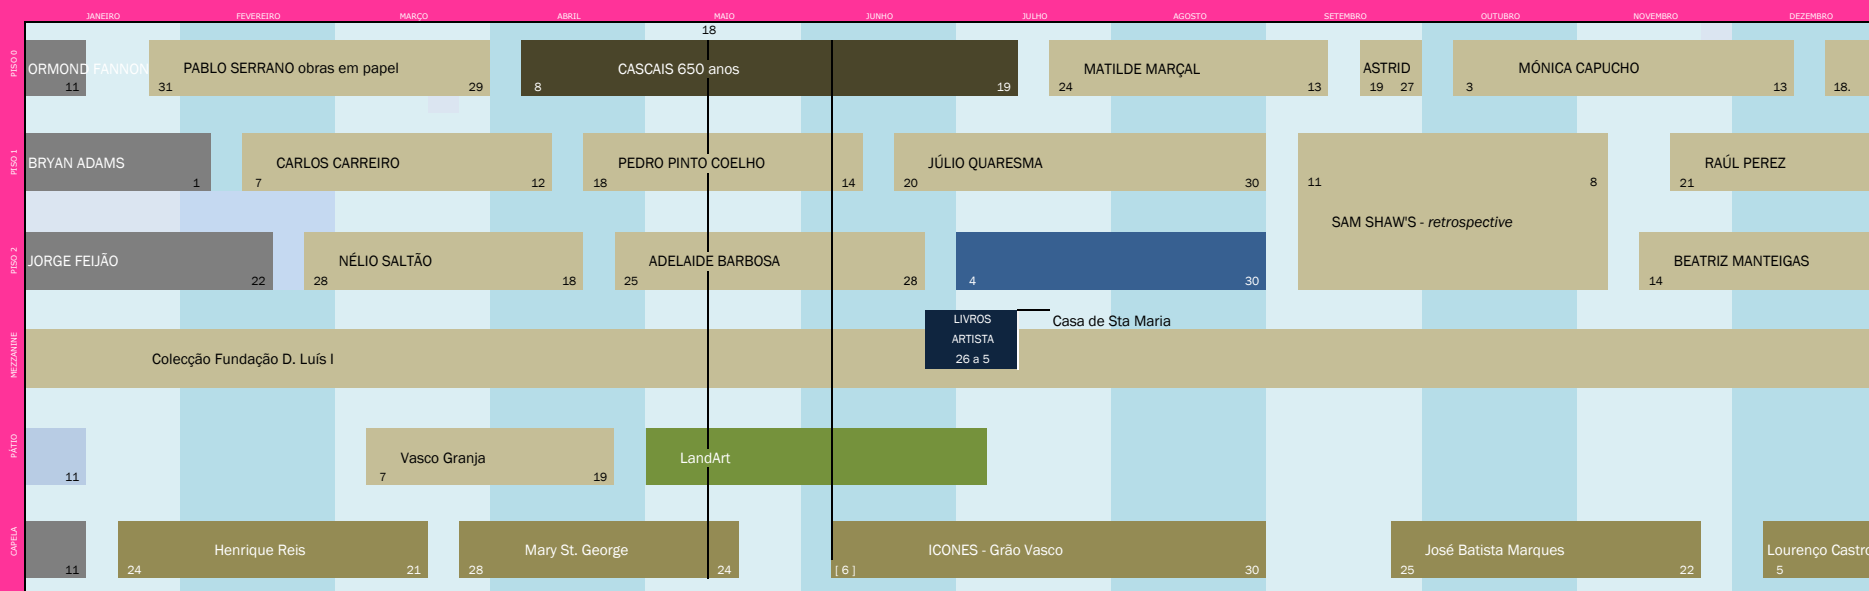 JANEIRO FEVEREIRO MARÇO ABRIL MAIO JUNHO JULHO AGOSTO SETEMBRO OUTUBRO NOVEMBRO DEZEMBRO
18
PISO 0
ORMOND FANNON PABLO SERRANO obras em papel CASCAIS 650 anos MATILDE MARÇAL ASTRID MÓNICA CAPUCHO
11 31 29 8 19 24 13 19 27 3 13 18.
PISO 1
BRYAN ADAMS CARLOS CARREIRO PEDRO PINTO COELHO JÚLIO QUARESMA RAÚL PEREZ
1 7 12 18 14 20 30 11 8 21
SAM SHAW'S - retrospective
PISO 2
JORGE FEIJÃO NÉLIO SALTÃO ADELAIDE BARBOSA BEATRIZ MANTEIGAS
22 28 18 25 28 4 30 14
MEZZANINE
LIVROS
ARTISTA
26 a 5
Casa de Sta Maria
Colecção Fundação D. Luís I
PÁTIO
Vasco Granja LandArt
11 7 19
CAPELA
Henrique Reis Mary St. George ICONES - Grão Vasco José Batista Marques Lourenço Castro
11 24 21 28 24 [ 6 ] 30 25 22 5